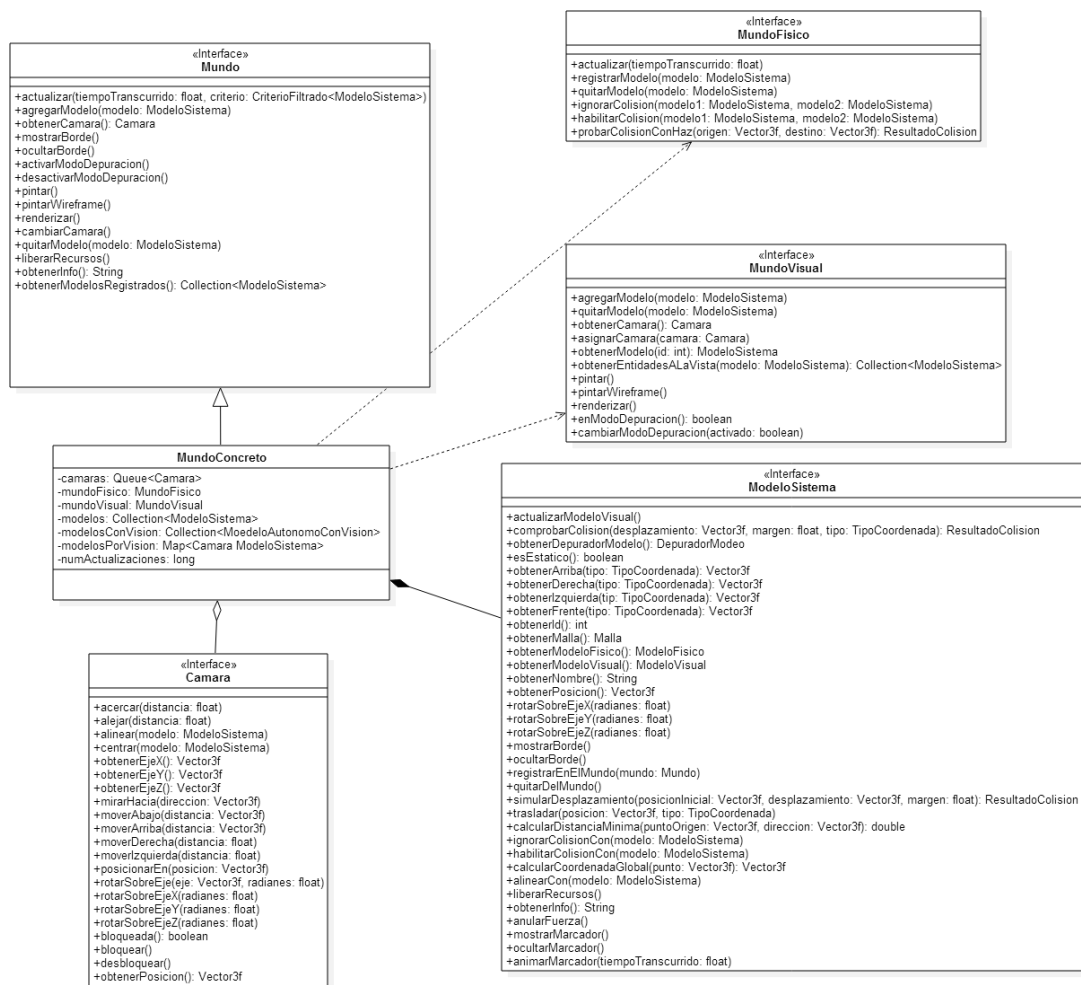 «Interface»
Mundo
+actualizar(tiempoTranscurrido: float, criterio: CriterioFiltrado<ModeloSistema>)
+agregarModelo(modelo: ModeloSistema)
+obtenerCamara(): Camara
+mostrarBorde()
+ocultarBorde()
+activarModoDepuracion()
+desactivarModoDepuracion()
+pintar()
+pintarWireframe()
+renderizar()
+cambiarCamara()
+quitarModelo(modelo: ModeloSistema)
+liberarRecursos()
+obtenerInfo(): String
+obtenerModelosRegistrados(): Collection<ModeloSistema>
«Interface»
MundoFisico
+actualizar(tiempoTranscurrido: float)
+registrarModelo(modelo: ModeloSistema)
+quitarModelo(modelo: ModeloSistema)
+ignorarColision(modelo1: ModeloSistema, modelo2: ModeloSistema)
+habilitarColision(modelo1: ModeloSistema, modelo2: ModeloSistema)
+probarColisionConHaz(origen: Vector3f, destino: Vector3f): ResultadoColision
«Interface»
MundoVisual
+agregarModelo(modelo: ModeloSistema)
+quitarModelo(modelo: ModeloSistema)
+obtenerCamara(): Camara
+asignarCamara(camara: Camara)
+obtenerModelo(id: int): ModeloSistema
+obtenerEntidadesALaVista(modelo: ModeloSistema): Collection<ModeloSistema>
+pintar()
+pintarWireframe()
+renderizar()
+enModoDepuracion(): boolean
+cambiarModoDepuracion(activado: boolean)
MundoConcreto
-camaras: Queue<Camara>
-mundoFisico: MundoFisico
-mundoVisual: MundoVisual
-modelos: Collection<ModeloSistema>
-modelosConVision: Collection<MoedeloAutonomoConVision>
-modelosPorVision: Map<Camara ModeloSistema>
-numActualizaciones: long
«Interface»
ModeloSistema
+actualizarModeloVisual()
+comprobarColision(desplazamiento: Vector3f, margen: float, tipo: TipoCoordenada): ResultadoColision
+obtenerDepuradorModelo(): DepuradorModeo
+esEstatico(): boolean
+obtenerArriba(tipo: TipoCoordenada): Vector3f
+obtenerDerecha(tipo: TipoCoordenada): Vector3f
+obtenerIzquierda(tip: TipoCoordenada): Vector3f
+obtenerFrente(tipo: TipoCoordenada): Vector3f
+obtenerId(): int
+obtenerMalla(): Malla
+obtenerModeloFisico(): ModeloFisico
+obtenerModeloVisual(): ModeloVisual
+obtenerNombre(): String
+obtenerPosicion(): Vector3f
+rotarSobreEjeX(radianes: float)
+rotarSobreEjeY(radianes: float)
+rotarSobreEjeZ(radianes: float)
+mostrarBorde()
+ocultarBorde()
+registrarEnElMundo(mundo: Mundo)
+quitarDelMundo()
+simularDesplazamiento(posicionInicial: Vector3f, desplazamiento: Vector3f, margen: float): ResultadoColision
+trasladar(posicion: Vector3f, tipo: TipoCoordenada)
+calcularDistanciaMinima(puntoOrigen: Vector3f, direccion: Vector3f): double
+ignorarColisionCon(modelo: ModeloSistema)
+habilitarColisionCon(modelo: ModeloSistema)
+calcularCoordenadaGlobal(punto: Vector3f): Vector3f
+alinearCon(modelo: ModeloSistema)
+liberarRecursos()
+obtenerInfo(): String
+anularFuerza()
+mostrarMarcador()
+ocultarMarcador()
+animarMarcador(tiempoTranscurrido: float)
«Interface»
Camara
+acercar(distancia: float)
+alejar(distancia: float)
+alinear(modelo: ModeloSistema)
+centrar(modelo: ModeloSistema)
+obtenerEjeX(): Vector3f
+obtenerEjeY(): Vector3f
+obtenerEjeZ(): Vector3f
+mirarHacia(direccion: Vector3f)
+moverAbajo(distancia: Vector3f)
+moverArriba(distancia: Vector3f)
+moverDerecha(distancia: float)
+moverIzquierda(distancia: float)
+posicionarEn(posicion: Vector3f)
+rotarSobreEje(eje: Vector3f, radianes: float)
+rotarSobreEjeX(radianes: float)
+rotarSobreEjeY(radianes: float)
+rotarSobreEjeZ(radianes: float)
+bloqueada(): boolean
+bloquear()
+desbloquear()
+obtenerPosicion(): Vector3f